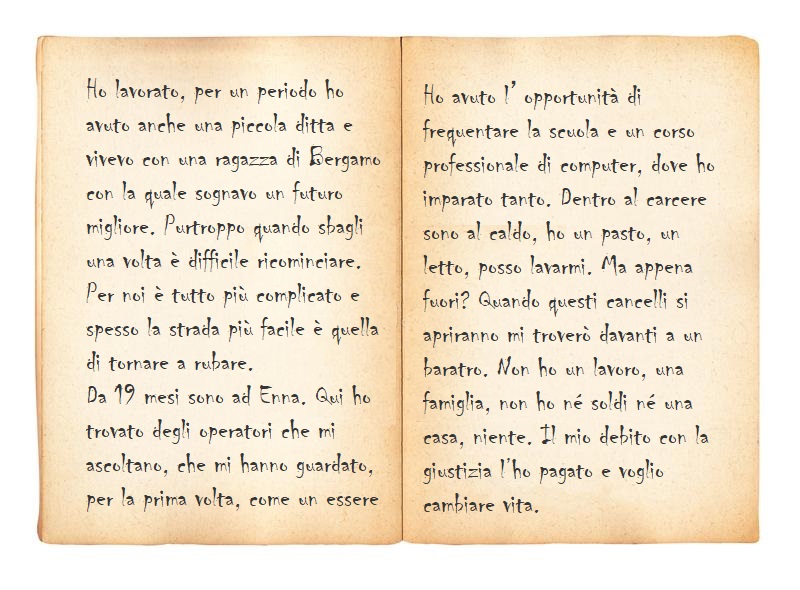 Ho lavorato, per un periodo ho
avuto anche una piccola ditta e
vivevo con una ragazza di Bergamo
con la quale sognavo un futuro
migliore. Purtroppo quando sbagli
una volta è difficile ricominciare.
Per noi è tutto più complicato e
spesso la strada più facile è quella
di tornare a rubare.
Da 19 mesi sono ad Enna. Qui ho
trovato degli operatori che mi
ascoltano, che mi hanno guardato,
per la prima volta, come un essere
Ho avuto l' opportunità di
frequentare la scuola e un corso
professionale di computer, dove ho
imparato tanto. Dentro al carcere
sono al caldo, ho un pasto, un
letto, posso lavarmi. Ma appena
fuori? Quando questi cancelli si
apriranno mi troverò davanti a un
baratro. Non ho un lavoro, una
famiglia, non ho né soldi né una
casa, niente. Il mio debito con la
giustizia l'ho pagato e voglio
cambiare vita.